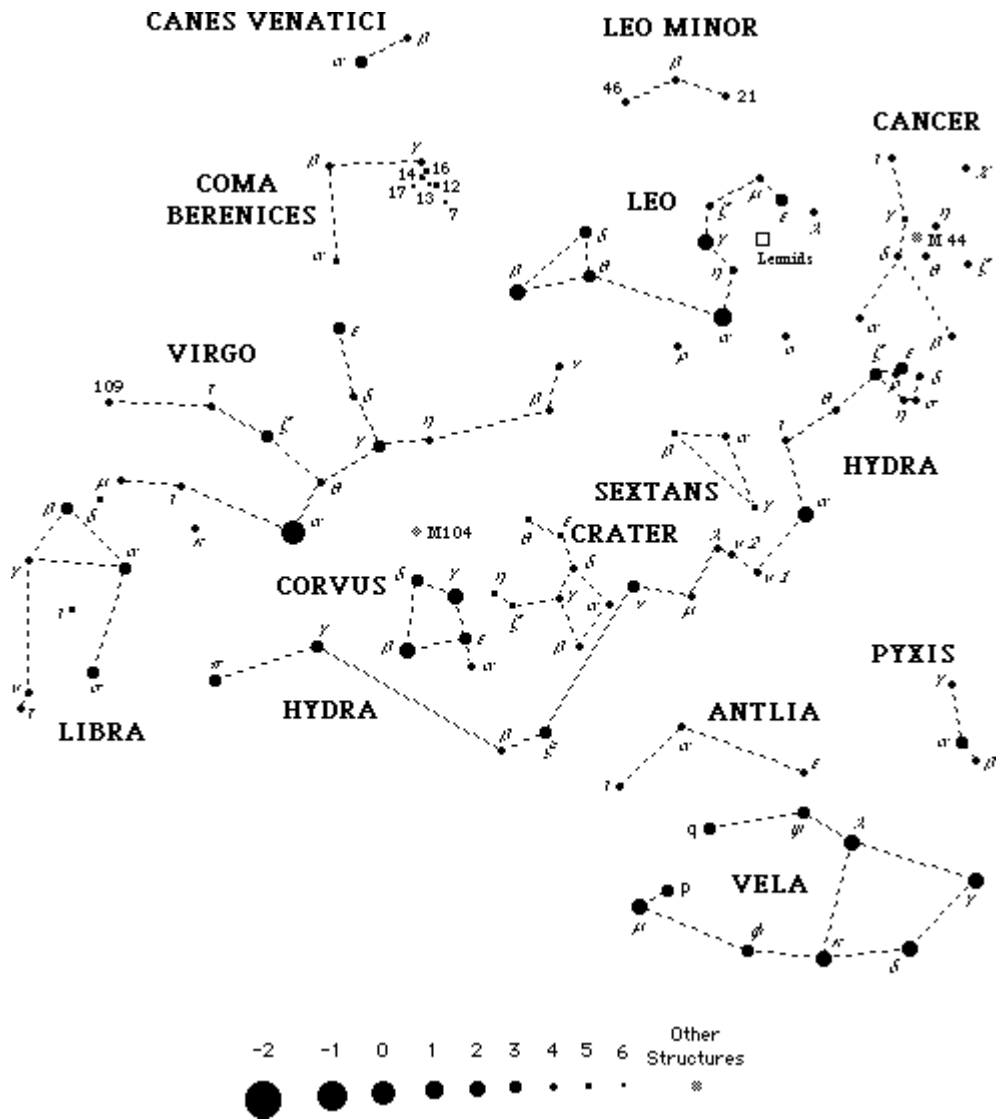 CANES VENATICI
β
α
LEO MINOR
β
46
21
CANCER
ι
χ
γ
η
M 44
δ
θ
ζ
α
β
β
γ
16
14
17
13
12
7
COMA
BERENICES
α
LEO
μ
ζ
ε
λ
γ
Leonids
η
δ
θ
β
α
ρ
ο
VIRGO
ε
109
τ
ζ
δ
γ
η
β
ν
θ
μ
ι
α
κ
ζ
ε
δ
η
α
θ
ι
HYDRA
α
SEXTANS
β
α
γ
λ
ν 2
ν 1
μ
ν
CRATER
ε
θ
δ
η
ζ
γ
α
β
M104
CORVUS
δ
γ
β
ε
α
β
δ
γ
α
ι
σ
υ
τ
LIBRA
π
γ
HYDRA
β
ξ
PYXIS
γ
α
β
ANTLIA
α
ι
ε
q
ψ
λ
VELA
p
γ
μ
φ
κ
δ
-2 -1 0 1 2 3 4 5 6
Other
Structures